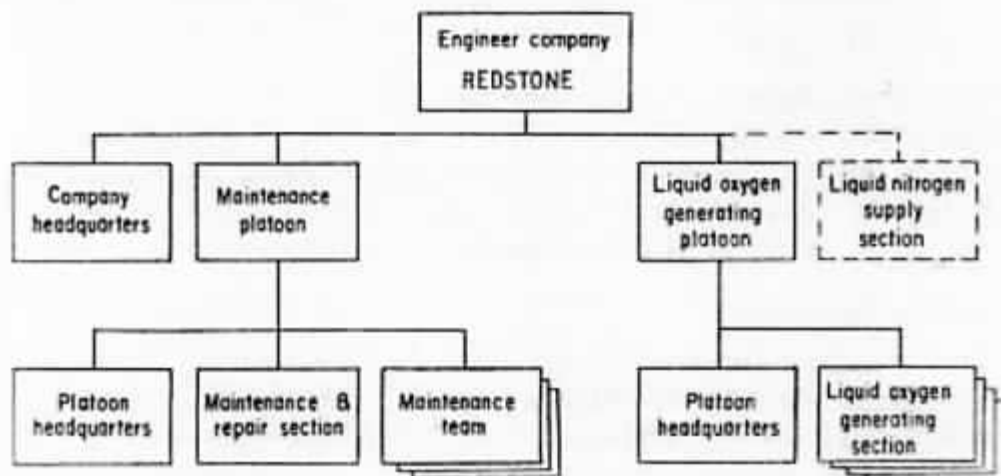 Engineer company
REDSTONE
Company
headquarters
Maintenance
platoon
Liquid oxygen
generating
platoon
Liquid nitrogen
supply
section
Platoon
headquarters
Maintenance &
repair section
Maintenance
team
Platoon
headquarters
Liquid oxygen
generating
section